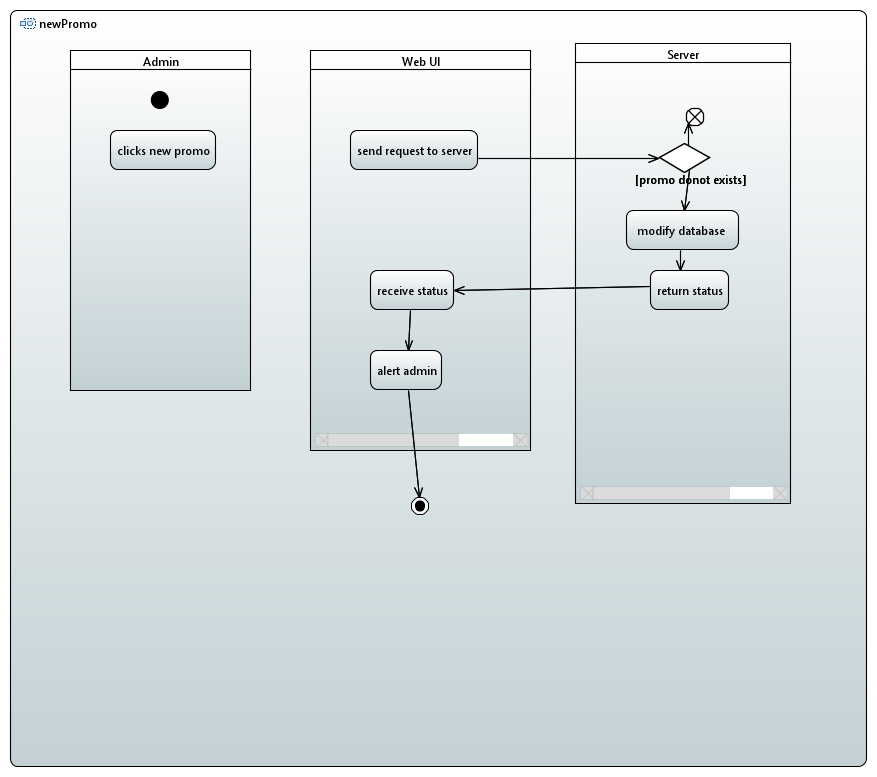 newPromo
Admin
Web UI
Server
clicks new promo
send request to server
[promo donot exists]
modify database
receive status
return status
alert admin